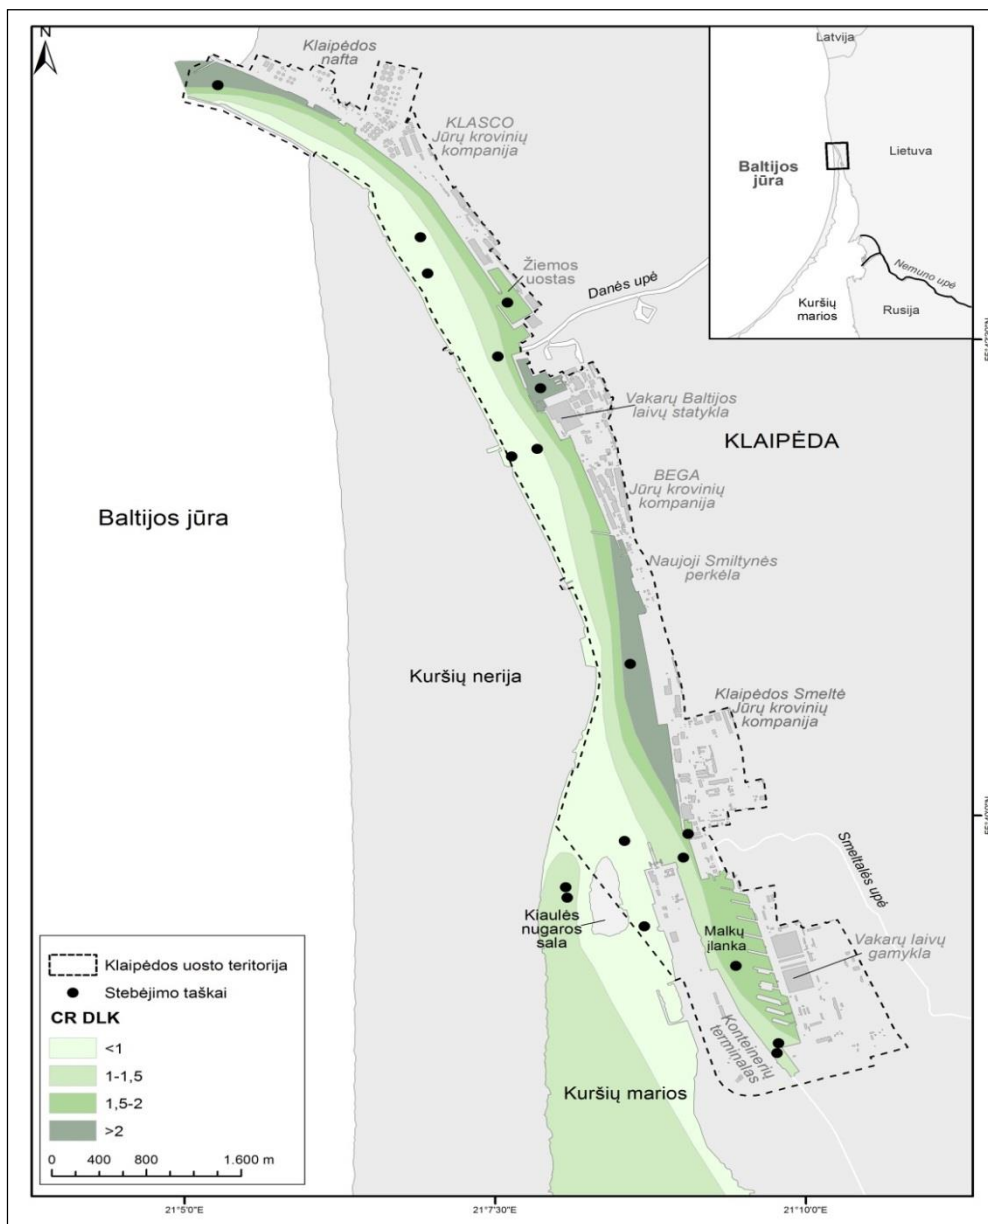 N
Klaipėdos
nafta
KLASCO
Jūrų krovinių
kompanija
Žiemos
uostas
Danės upė
Vakarų Baltijos
laivų statykla
KLAIPĖDA
BEGA
Jūrų krovinių
kompanija
Baltijos jūra
Naujoji Smiltynės
perkėla
Kuršių nerija
Klaipėdos Smeltė
Jūrų krovinių
kompanija
Smeltalės upė
Kiaulės
nugaros
sala
Malkų
įlanka
Vakarų laivų
gamykla
Konteinerių
terminalas
Kuršių marios
Latvija
Baltijos
jūra
Lietuva
Nemuno upė
Kuršių
marios
Rusija
Klaipėdos uosto teritorija
Stebėjimo taškai
CR DLK
<1
1-1,5
1,5-2
>2
0 400 800 1.600 m
21°5'0"E
21°7'30"E
21°10'0"E